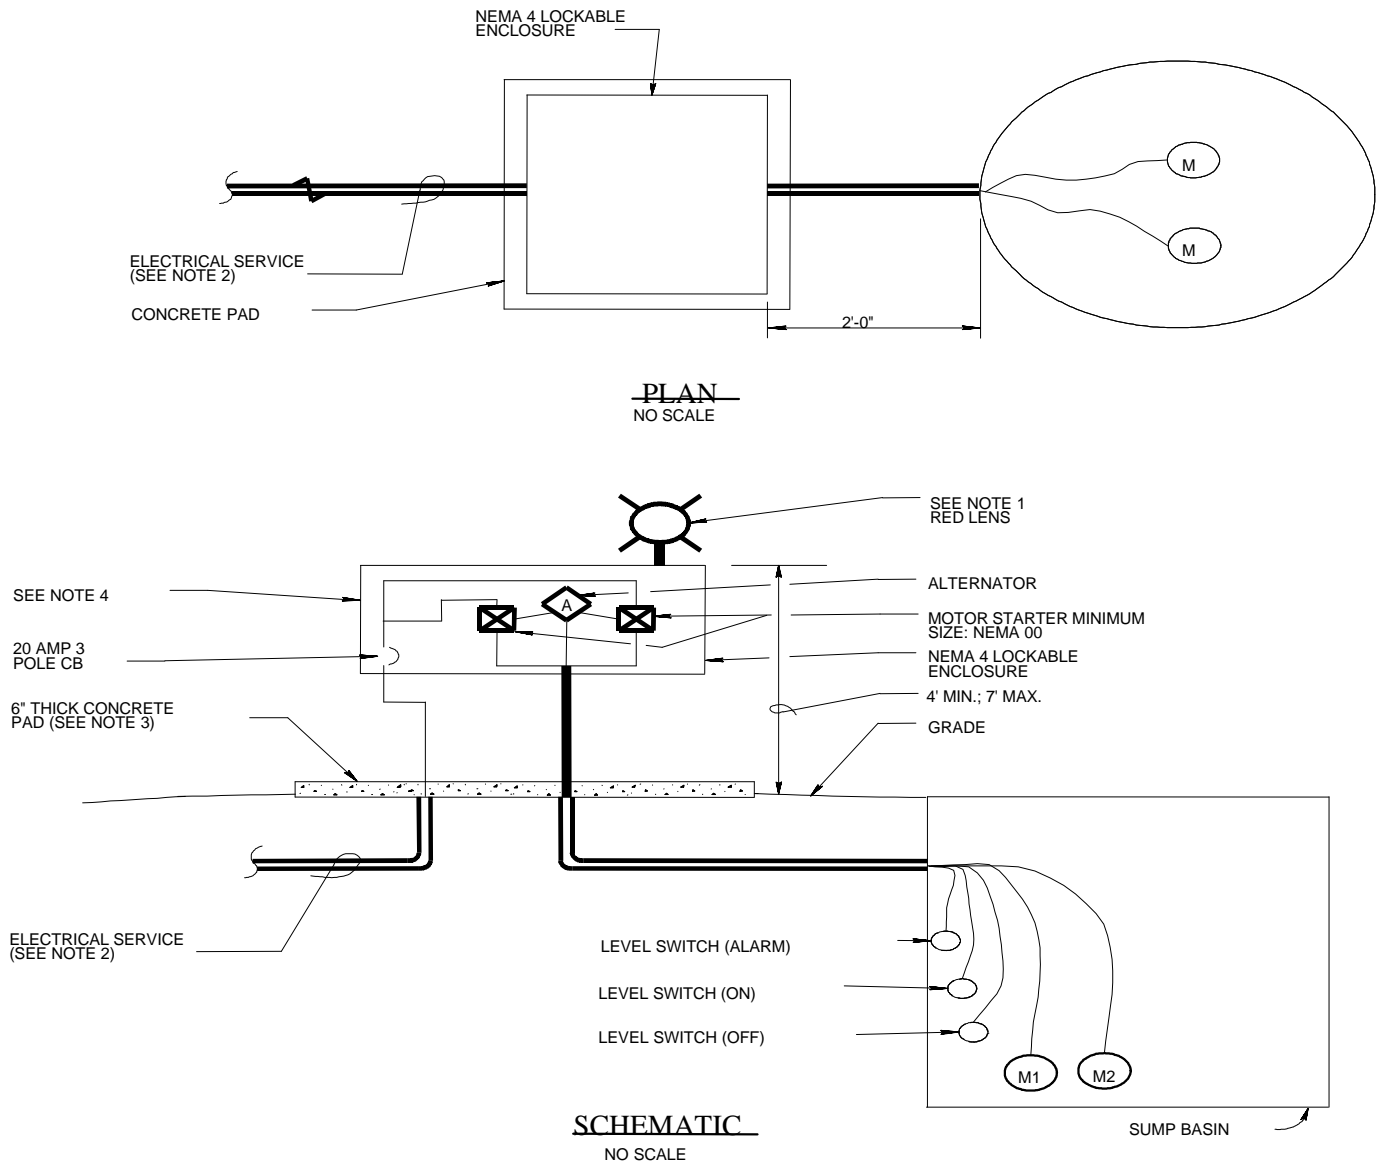 NEMA 4 LOCKABLE
ENCLOSURE
M
M
ELECTRICAL SERVICE
(SEE NOTE 2)
CONCRETE PAD
2'-0"
PLAN
NO SCALE
SEE NOTE 1
RED LENS
SEE NOTE 4
A
ALTERNATOR
MOTOR STARTER MINIMUM
SIZE: NEMA 00
20 AMP 3
POLE CB
NEMA 4 LOCKABLE
ENCLOSURE
6" THICK CONCRETE
PAD (SEE NOTE 3)
4' MIN.; 7' MAX.
GRADE
ELECTRICAL SERVICE
(SEE NOTE 2)
LEVEL SWITCH (ALARM)
LEVEL SWITCH (ON)
LEVEL SWITCH (OFF)
M1
M2
SUMP BASIN
SCHEMATIC
NO SCALE